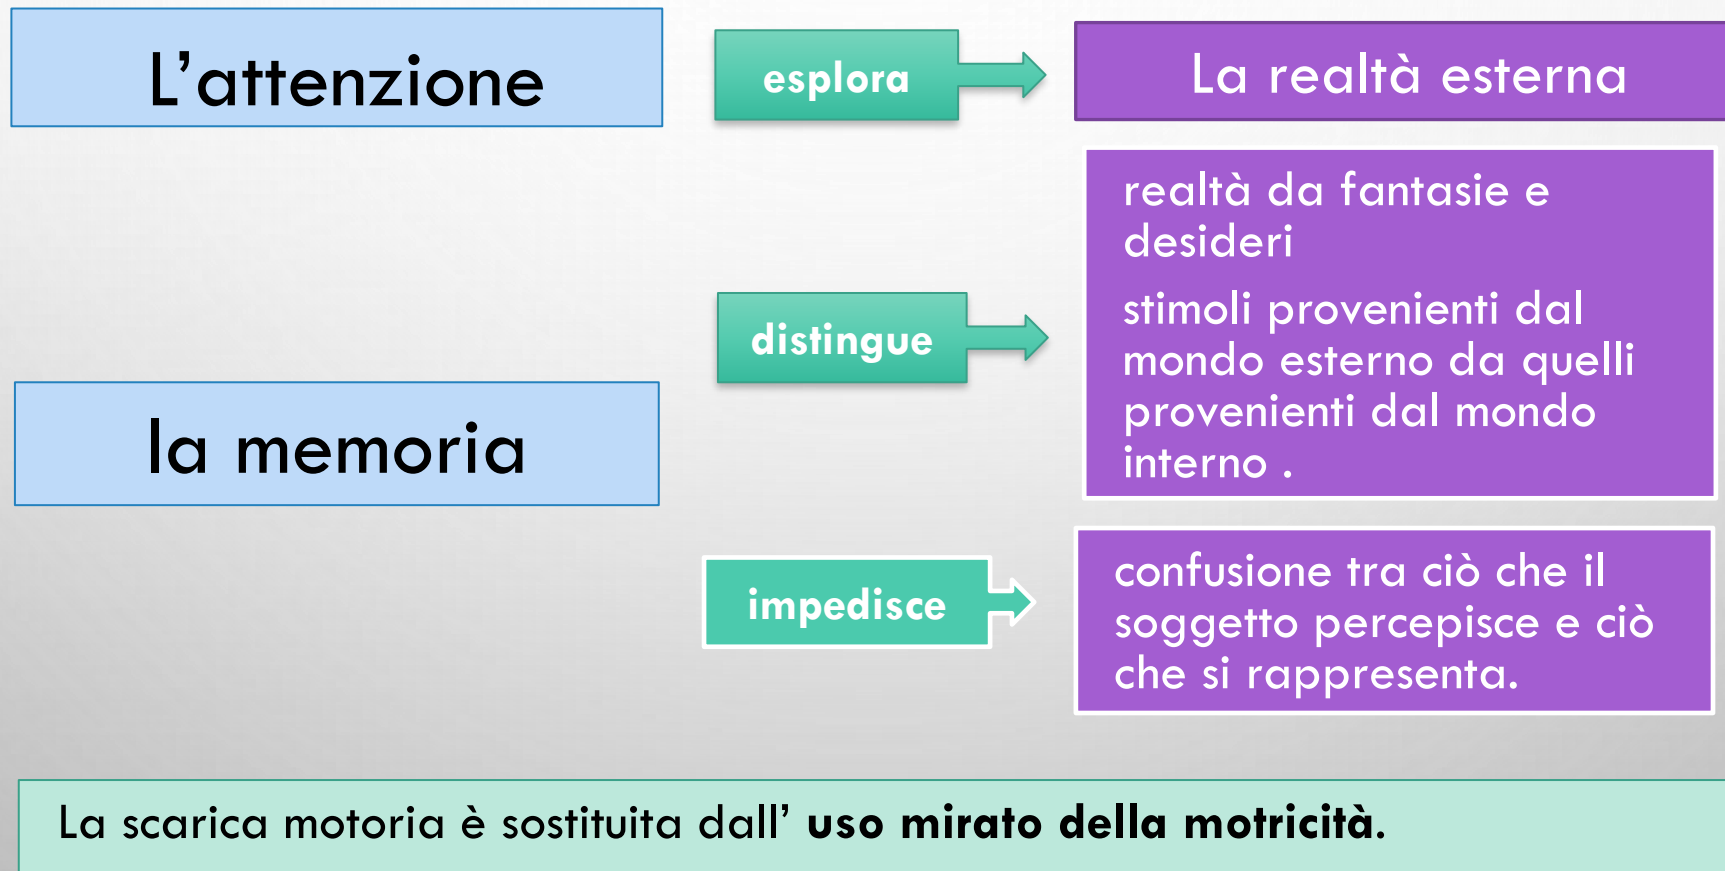 L’attenzione
esplora
La realtà esterna
realtà da fantasie e
desideri
stimoli provenienti dal
mondo esterno da quelli
provenienti dal mondo
interno .
distingue
la memoria
impedisce
confusione tra ciò che il
soggetto percepisce e ciò
che si rappresenta.
La scarica motoria è sostituita dall’ uso mirato della motricità.